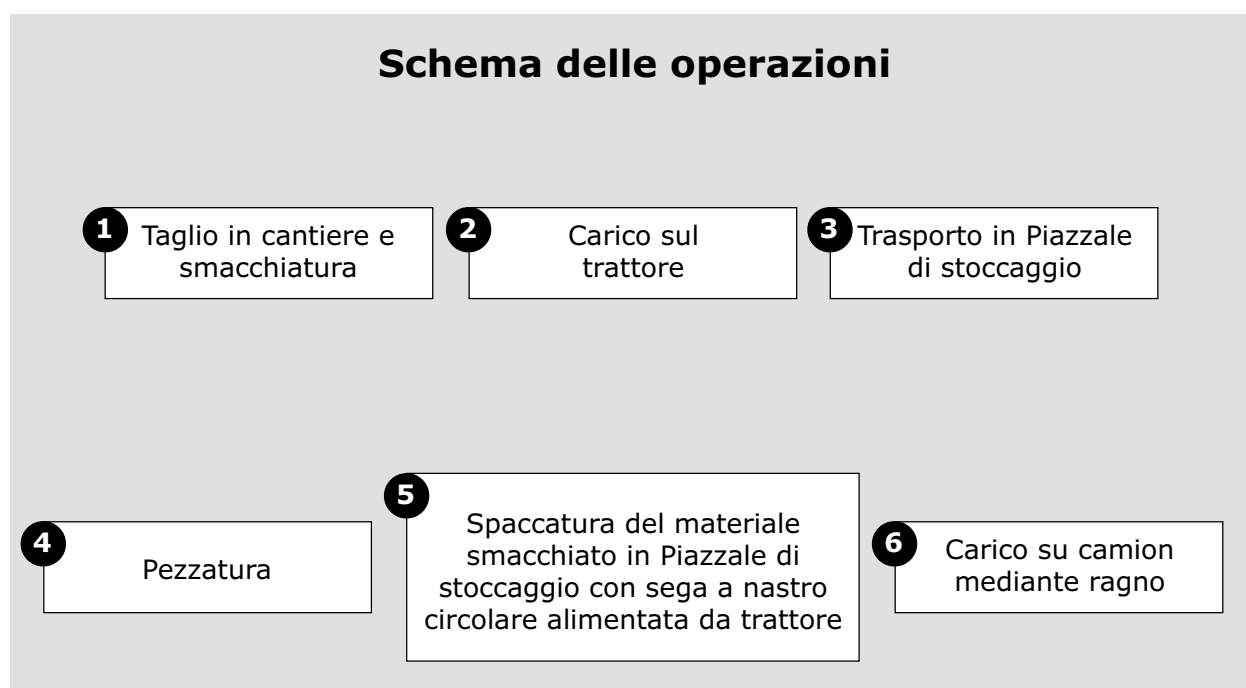 Schema delle operazioni
1
Taglio in cantiere e
smacchiatura
2
Carico sul
trattore
3
Trasporto in Piazzale
di stoccaggio
4
Pezzatura
5
Spaccatura del materiale
smacchiato in Piazzale di
stoccaggio con sega a nastro
circolare alimentata da trattore
6
Carico su camion
mediante ragno